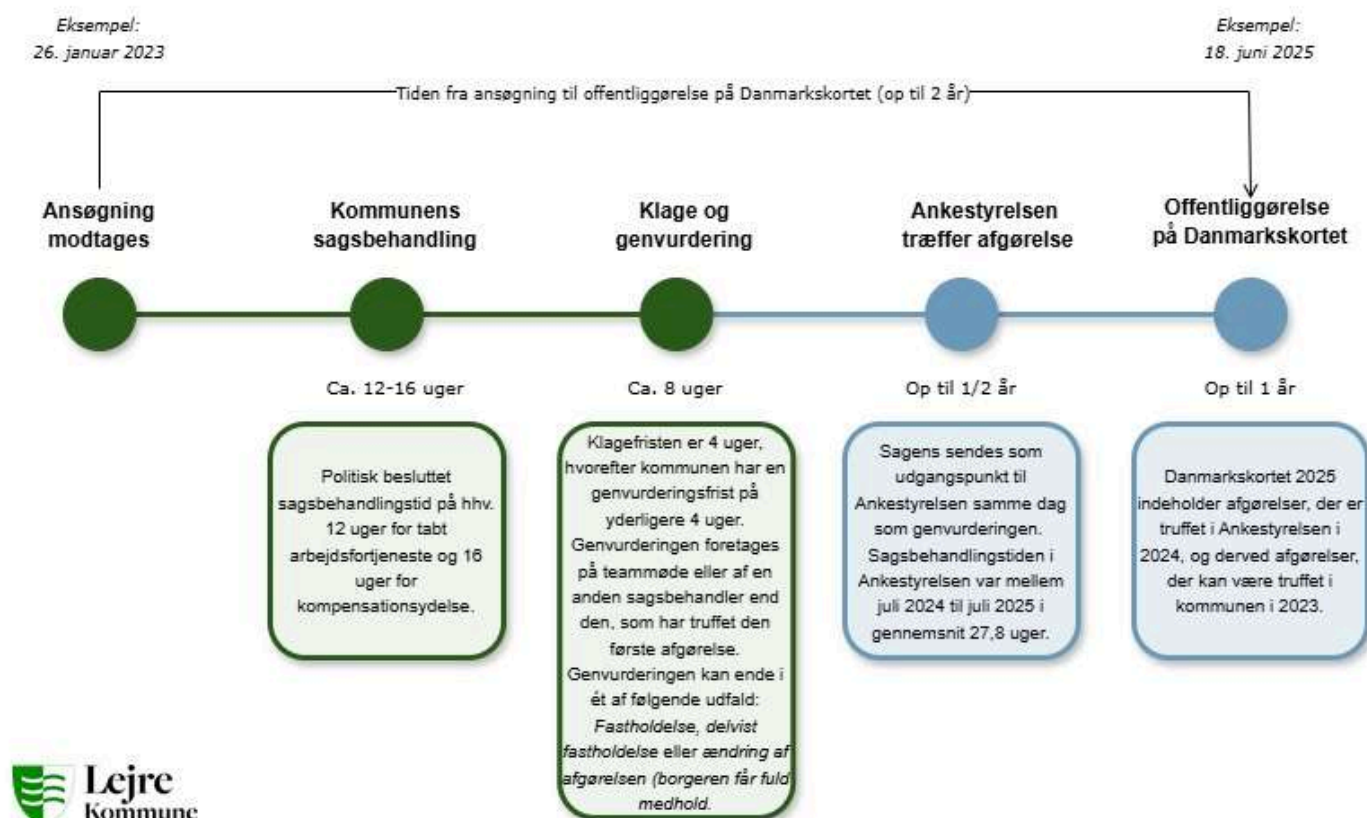 Eksempel:
26. januar 2023
Eksempel:
18. juni 2025
Tiden fra ansøgning til offentliggørelse på Danmarkskortet (op til 2 år)
Ansøgning
modtages
Kommunens
sagsbehandling
Klage og
genvurdering
Ankestyrelsen
træffer afgørelse
Offentliggørelse
på Danmarkskortet
Ca. 12-16 uger
Ca. 8 uger
Op til 1/2 år
Op til 1 år
Politisk besluttet
sagsbehandlingstid på hhv.
12 uger for tabt
arbejdsfortjeneste og 16
uger for
kompensationsydelse.
Klagefristen er 4 uger,
hvorefter kommunen har en
genvurderingsfrist på
yderligere 4 uger.
Genvurderingen foretages
på teammøde eller af en
anden sagsbehandler end
den, som har truffet den
første afgørelse.
Genvurderingen kan ende i
ét af følgende udfald:
Fastholdelse, delvist
fastholdelse eller ændring af
afgørelsen (borgeren får fuld
medhold.
Sagens sendes som
udgangspunkt til
Ankestyrelsen samme dag
som genvurderingen.
Sagsbehandlingstiden i
Ankestyrelsen var mellem
juli 2024 til juli 2025 i
gennemsnit 27,8 uger.
Danmarkskortet 2025
indeholder afgørelser, der er
truffet i Ankestyrelsen i
2024, og derved afgørelser,
der kan være truffet i
kommunen i 2023.
Lejre
Kommune